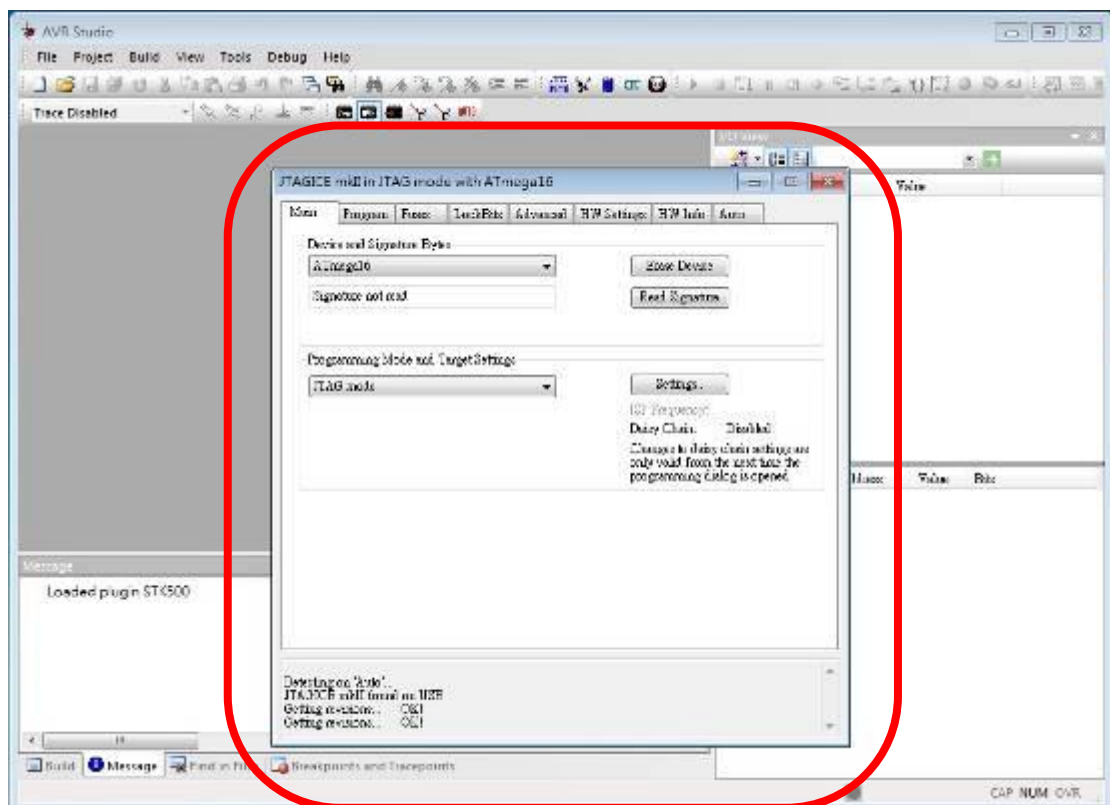 AVR Studio
File Project Build View Tools Debug Help
Trace Disabled
I/O View
Value
JTAGICE mkII in JTAG mode with ATmega16
Main Program Fuses LockBits Advanced HW Settings HW Info Auto
Device and Signature Bytes
ATmega16
Erase Device
Signature not read
Read Signature
Programming Mode and Target Settings
JTAG mode
Settings...
ISP Frequency:
Daisy Chain: Disabled
Changes to daisy chain settings are
only valid from the next time the
programming dialog is opened
Value Bits
Message
Loaded plugin STK500
Detecting on 'Auto'...
JTAGICE mkII found on USB
Getting revisions... OK!
Getting revisions... OK!
Build Message Find in Files Breakpoints and Tracepoints
CAP NUM OVR